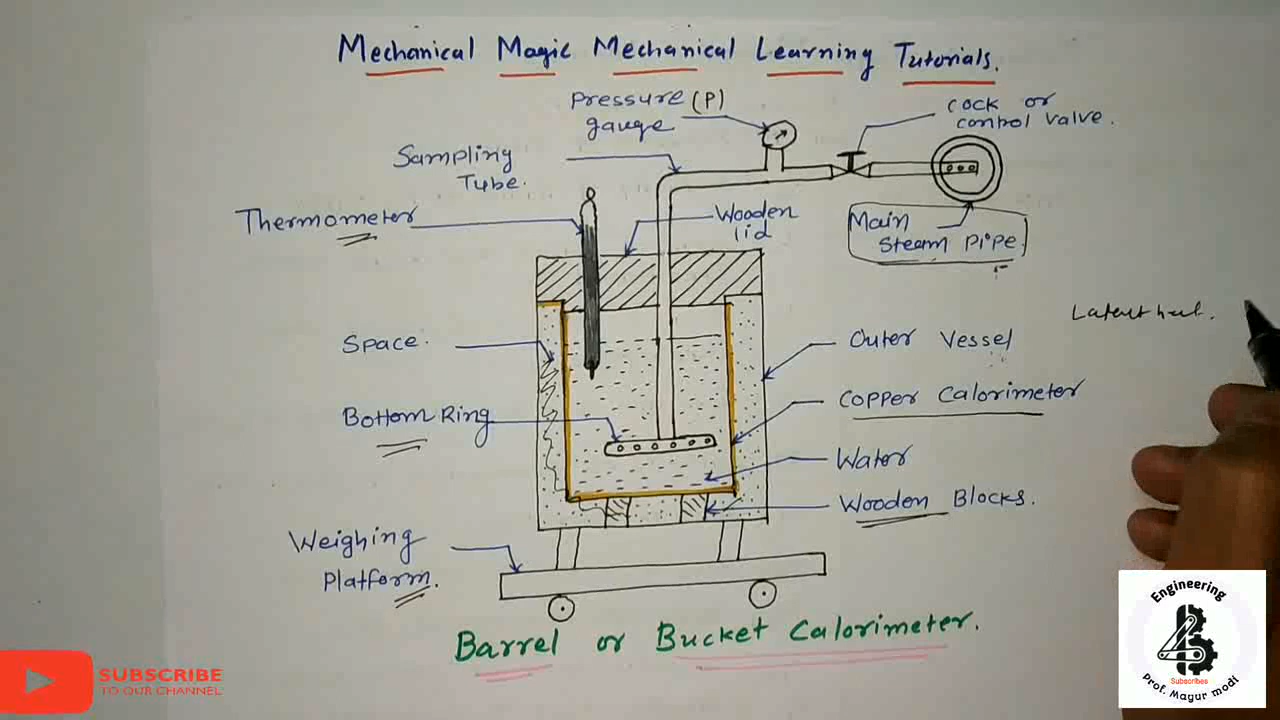 Mechanical Magic Mechanical Learning Tutorials.
Pressure (P)
gauge
cock or
control valve.
Sampling
Tube.
Thermometer
Wooden
lid
Main
Steam Pipe.
Latent heat.
Space.
Outer Vessel
Bottom Ring
Copper Calorimeter
Water
Wooden Blocks.
Weighing
Platform.
Barrel or Bucket Calorimeter.
SUBSCRIBE
TO OUR CHANNEL
Engineering
Subscribes
Prof. Mayur modi